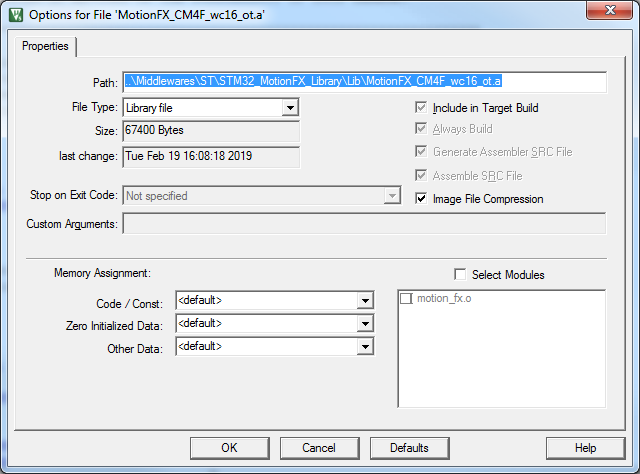 Options for File 'MotionFX_CM4F_wc16_ot.a'
Properties
Path: ..\Middlewares\ST\STM32_MotionFX_Library\Lib\MotionFX_CM4F_wc16_ot.a
File Type: Library file
Include in Target Build
Size: 67400 Bytes
Always Build
last change: Tue Feb 19 16:08:18 2019
Generate Assembler SRC File
Assemble SRC File
Stop on Exit Code: Not specified
Image File Compression
Custom Arguments:
Memory Assignment:
Select Modules
Code / Const: <default>
motion_fx.o
Zero Initialized Data: <default>
Other Data: <default>
OK
Cancel
Defaults
Help